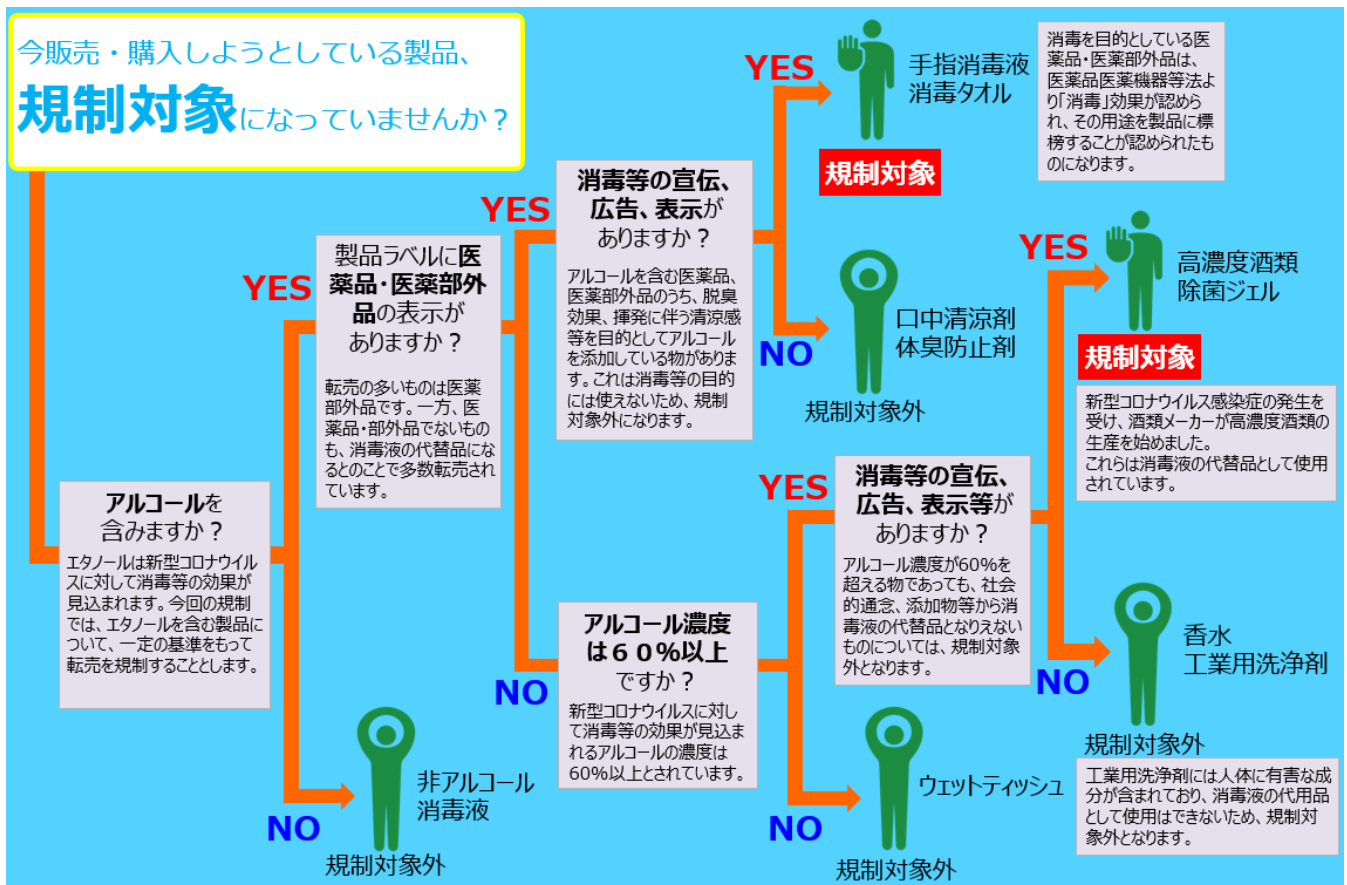 今販売・購入しようとしている製品、
規制対象になっていませんか？
アルコールを
含みますか？
エタノールは新型コロナウイル
スに対して消毒等の効果が
見込まれます。今回の規制
では、エタノールを含む製品に
ついて、一定の基準をもって
転売を規制することとします。
YES
NO
非アルコール
消毒液
規制対象外
製品ラベルに医
薬品・医薬部外
品の表示が
ありますか？
転売の多いものは医薬
部外品です。一方、医
薬品・部外品でないもの
も、消毒液の代替品にな
るとのことで多数転売され
ています。
YES
NO
消毒等の宣伝、
広告、表示が
ありますか？
アルコールを含む医薬品、
医薬部外品のうち、脱臭
効果、揮発に伴う清涼感
等を目的としてアルコール
を添加している物がありま
す。これは消毒等の目的
には使えないため、規制
対象外になります。
YES
手指消毒液
消毒タオル
規制対象
消毒を目的としている医
薬品・医薬部外品は、
医薬品医薬機器等法よ
り「消毒」効果が認めら
れ、その用途を製品に標
榜することが認められたも
のになります。
NO
口中清涼剤
体臭防止剤
規制対象外
アルコール濃度
は６０％以上
ですか？
新型コロナウイルスに対し
て消毒等の効果が見込ま
れるアルコールの濃度は
60%以上とされています。
YES
NO
ウェットティッシュ
規制対象外
消毒等の宣伝、
広告、表示等が
ありますか？
アルコール濃度が60%を
超える物であっても、社会
的通念、添加物等から消
毒液の代替品となりえない
ものについては、規制対象
外となります。
YES
高濃度酒類
除菌ジェル
規制対象
新型コロナウイルス感染症の発生を
受け、酒類メーカーが高濃度酒類の
生産を始めました。
これらは消毒液の代替品として使用
されています。
NO
香水
工業用洗浄剤
規制対象外
工業用洗浄剤には人体に有害な成
分が含まれており、消毒液の代用品
として使用はできないため、規制対
象外となります。